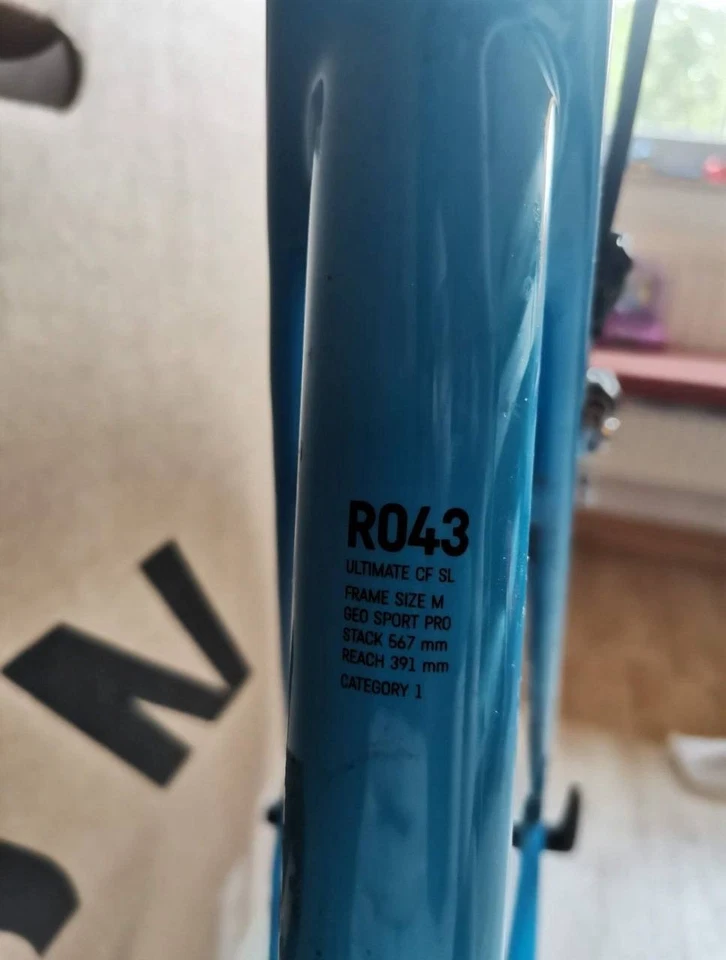 R043
ULTIMATE CF SL
FRAME SIZE M
GEO SPORT PRO
STACK 567 mm
REACH 391 mm
CATEGORY 1